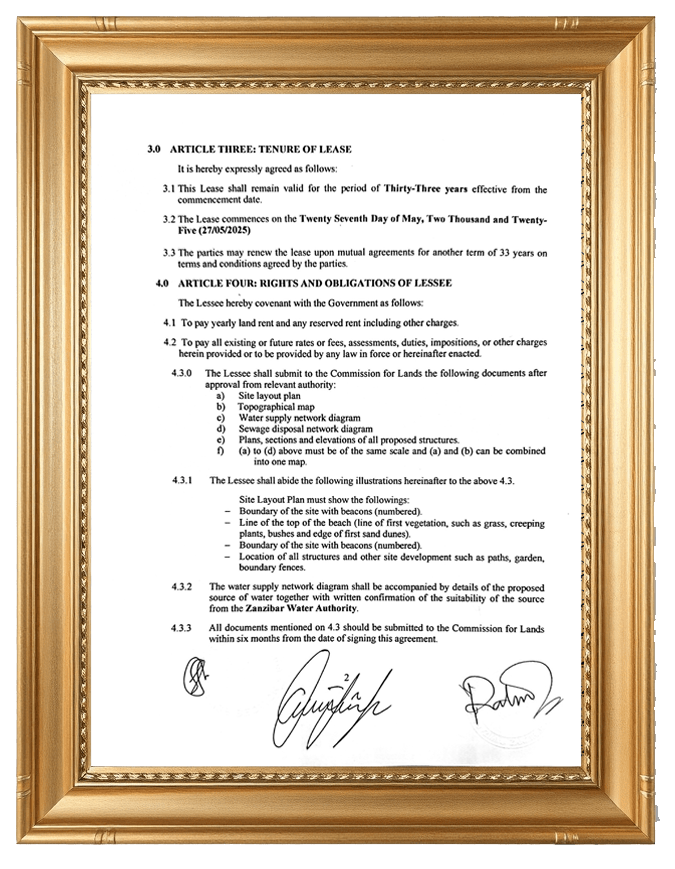 3.0 ARTICLE THREE: TENURE OF LEASE
It is hereby expressly agreed as follows:
3.1 This Lease shall remain valid for the period of Thirty-Three years effective from the
commencement date.
3.2 The Lease commences on the Twenty Seventh Day of May, Two Thousand and Twenty-
Five (27/05/2025)
3.3 The parties may renew the lease upon mutual agreements for another term of 33 years on
terms and conditions agreed by the parties.
4.0 ARTICLE FOUR: RIGHTS AND OBLIGATIONS OF LESSEE
The Lessee hereby covenant with the Government as follows:
4.1 To pay yearly land rent and any reserved rent including other charges.
4.2 To pay all existing or future rates or fees, assessments, duties, impositions, or other charges
herein provided or to be provided by any law in force or hereinafter enacted.
4.3.0 The Lessee shall submit to the Commission for Lands the following documents after
approval from relevant authority:
a) Site layout plan
b) Topographical map
c) Water supply network diagram
d) Sewage disposal network diagram
e) Plans, sections and elevations of all proposed structures.
f) (a) to (d) above must be of the same scale and (a) and (b) can be combined
into one map.
4.3.1 The Lessee shall abide the following illustrations hereinafter to the above 4.3.
Site Layout Plan must show the followings:
– Boundary of the site with beacons (numbered).
– Line of the top of the beach (line of first vegetation, such as grass, creeping
plants, bushes and edge of first sand dunes).
– Boundary of the site with beacons (numbered).
– Location of all structures and other site development such as paths, garden,
boundary fences.
4.3.2 The water supply network diagram shall be accompanied by details of the proposed
source of water together with written confirmation of the suitability of the source
from the Zanzibar Water Authority.
4.3.3 All documents mentioned on 4.3 should be submitted to the Commission for Lands
within six months from the date of signing this agreement.
2